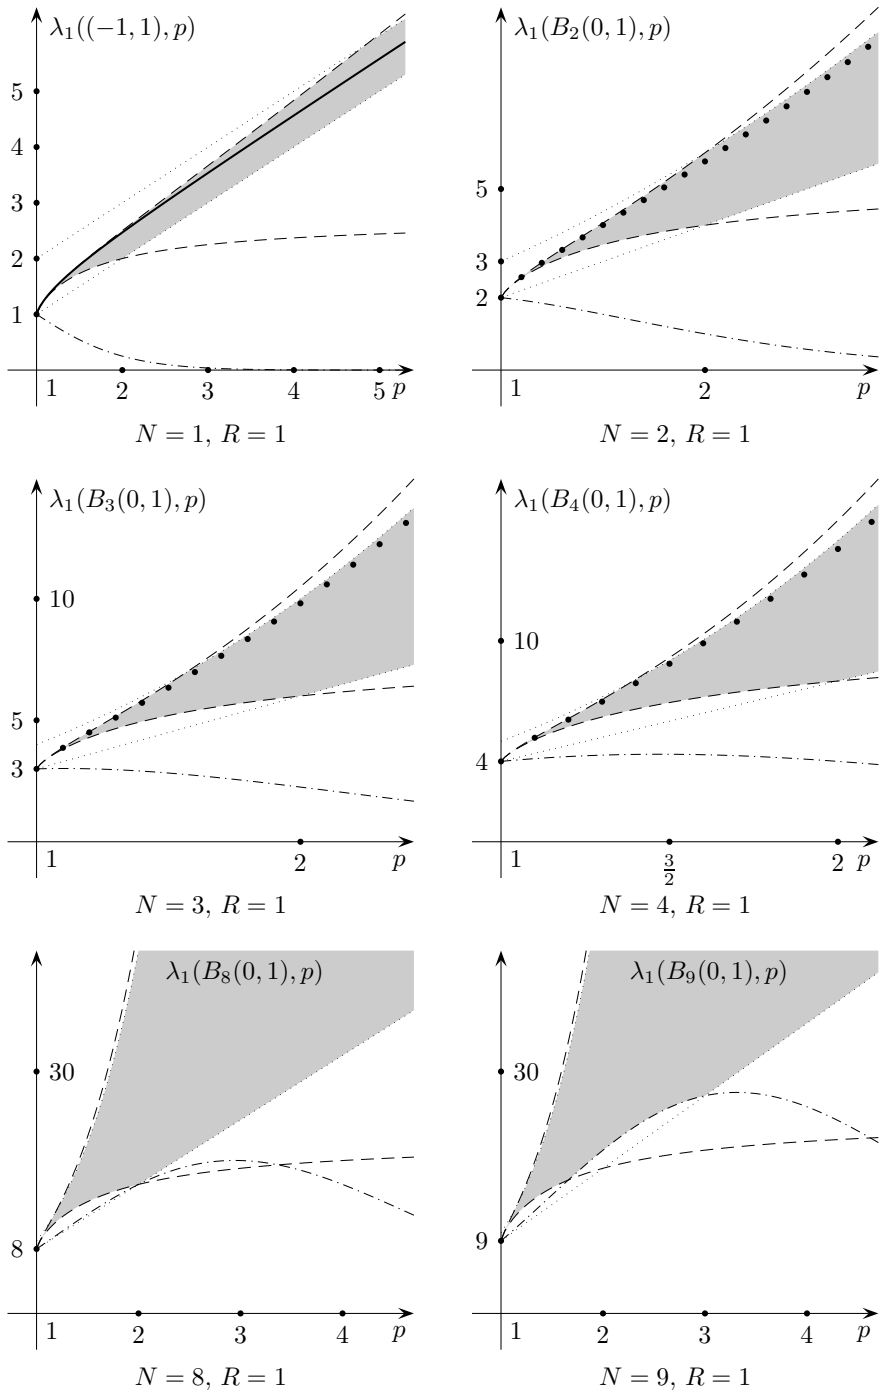 λ₁((−1, 1), p)
5
4
3
2
1
1 2 3 4 5 p
N = 1, R = 1
λ₁(B₂(0, 1), p)
5
3
2
1 2 p
N = 2, R = 1
λ₁(B₃(0, 1), p)
10
5
3
1 2 p
N = 3, R = 1
λ₁(B₄(0, 1), p)
10
4
1 3/2 2 p
N = 4, R = 1
λ₁(B₈(0, 1), p)
30
8
1 2 3 4 p
N = 8, R = 1
λ₁(B₉(0, 1), p)
30
9
1 2 3 4 p
N = 9, R = 1